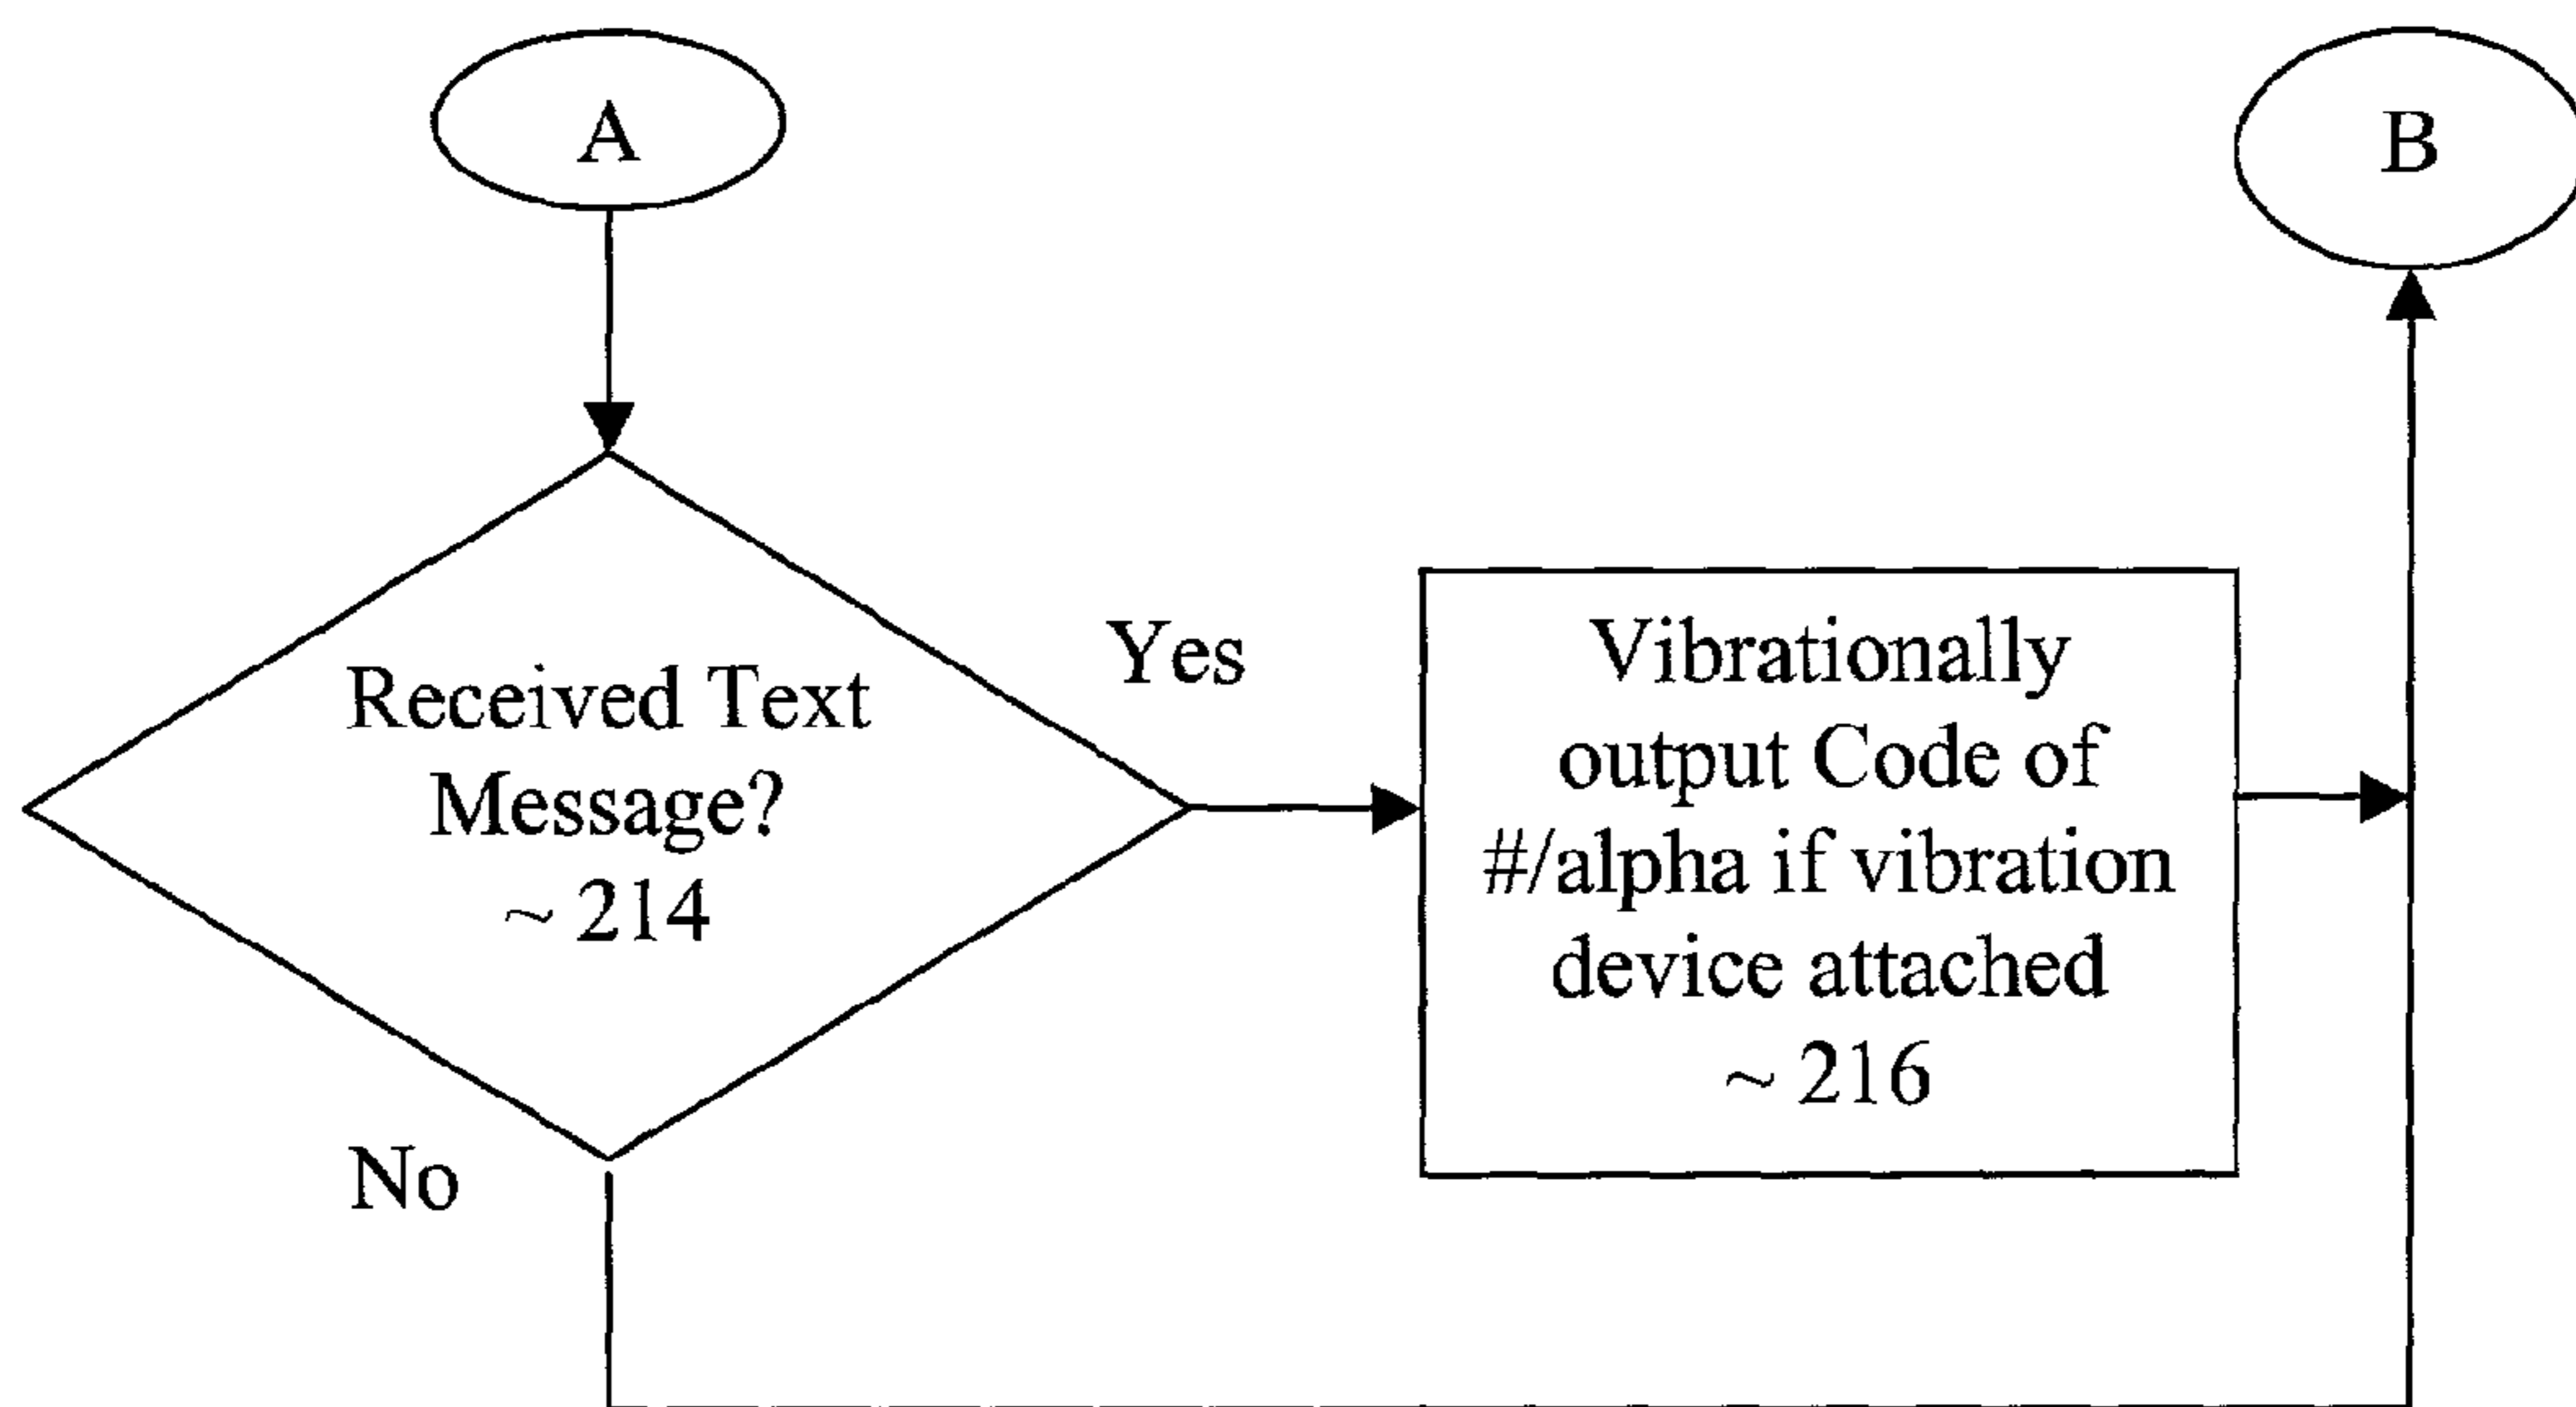 A
B
Received Text
Message?
~ 214
Yes
No
Vibrationally
output Code of
#/alpha if vibration
device attached
~ 216